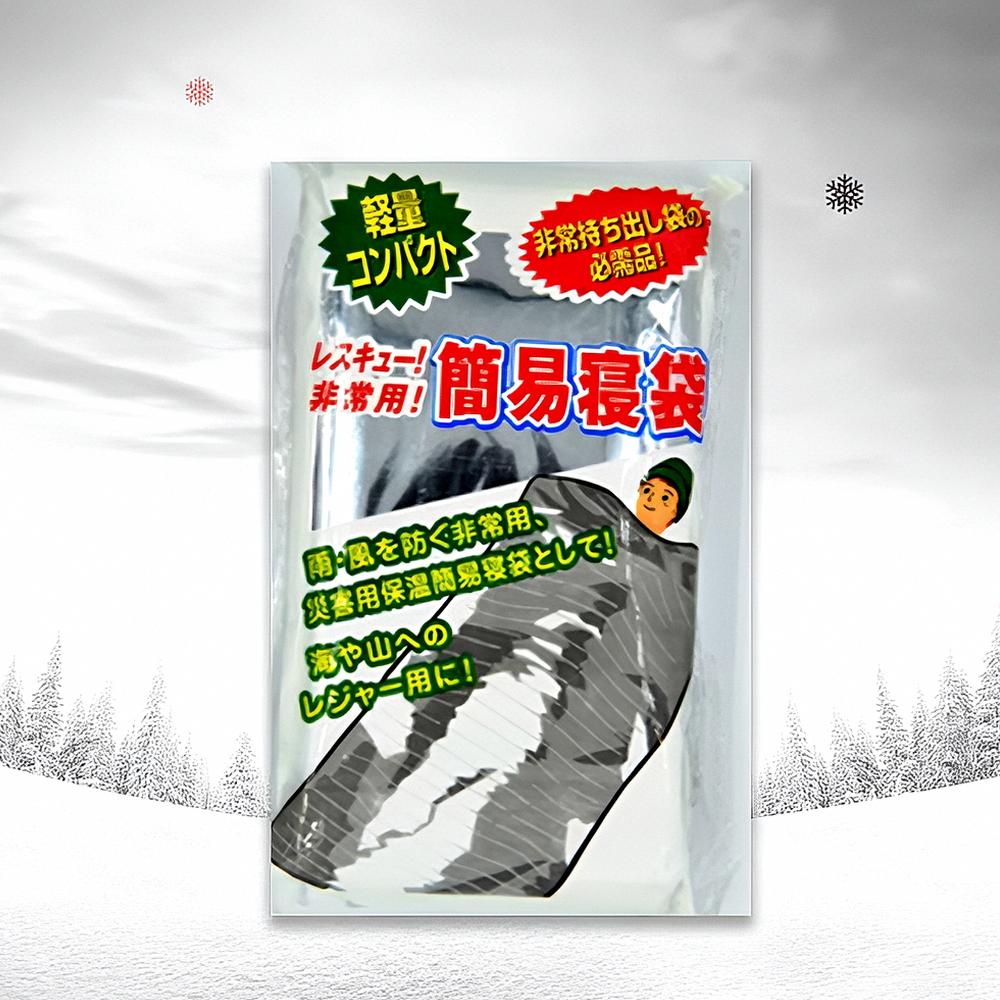 軽量
コンパクト
非常持ち出し袋の
必需品!
レスキュー!
非常用!
簡易寝袋
雨・風を防ぐ非常用、
災害用保温簡易寝袋として!
海や山への
レジャー用に!